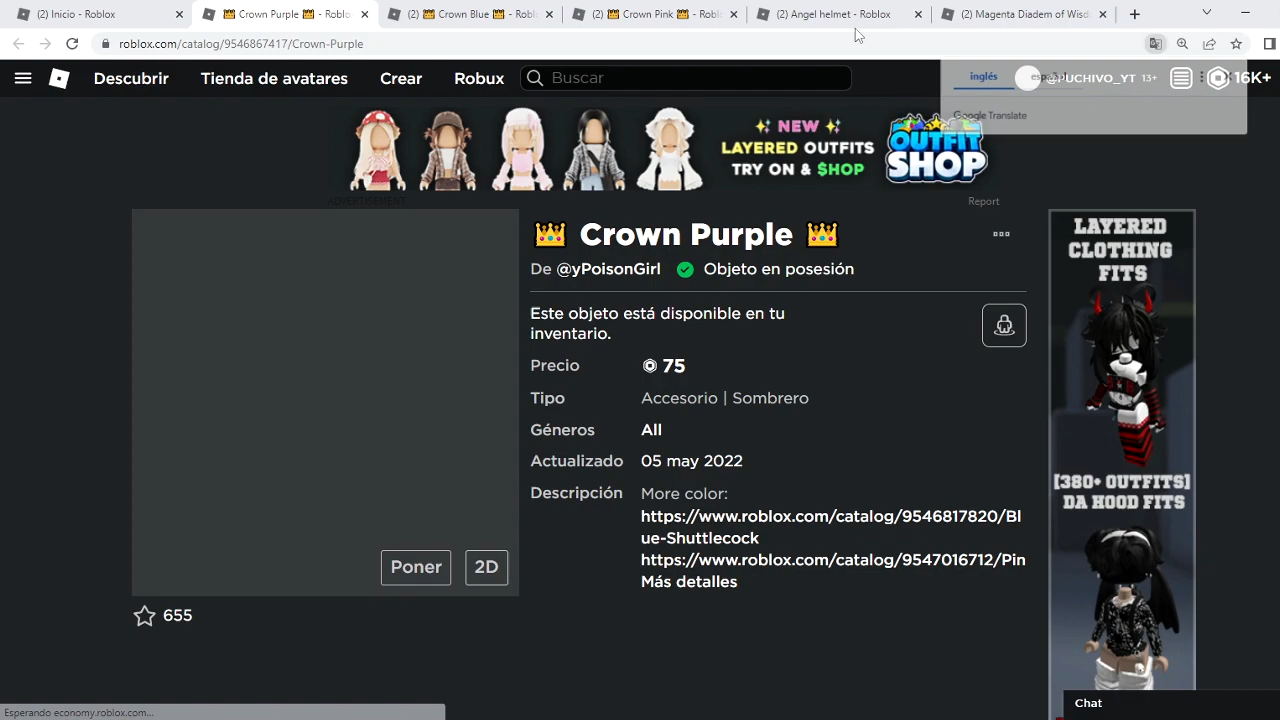 Inicio - Roblox
👑 Crown Purple 👑 - Roblo
(2) 👑 Crown Blue 👑 - Robl
(2) 👑 Crown Pink 👑 - Robl
(2) Angel helmet - Roblox
(2) Magenta Diadem of Wisd
roblox.com/catalog/9546867417/Crown-Purple
Descubrir
Tienda de avatares
Crear
Robux
Buscar
inglés
español
@PUCHIVO_YT 13+
16K+
Google Translate
NEW
LAYERED OUTFITS
TRY ON & $HOP
OUTFIT
SHOP
ADVERTISEMENT
Report
👑 Crown Purple 👑
De @yPoisonGirl
Objeto en posesión
Este objeto está disponible en tu
inventario.
Precio
75
Tipo
Accesorio | Sombrero
Géneros
All
Actualizado
05 may 2022
Descripción
More color:
https://www.roblox.com/catalog/9546817820/Bl
ue-Shuttlecock
https://www.roblox.com/catalog/9547016712/Pin
Más detalles
Poner
2D
655
LAYERED
CLOTHING
FITS
[380+ OUTFITS]
DA HOOD FITS
Chat
Esperando economy.roblox.com...